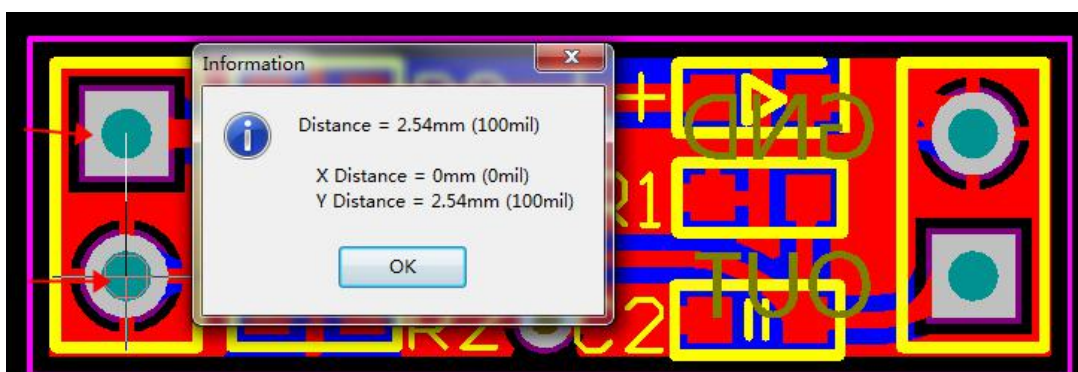 Information
x
Distance = 2.54mm (100mil)
X Distance = 0mm (0mil)
Y Distance = 2.54mm (100mil)
OK
+
GND
R1
OUT
R2
C2